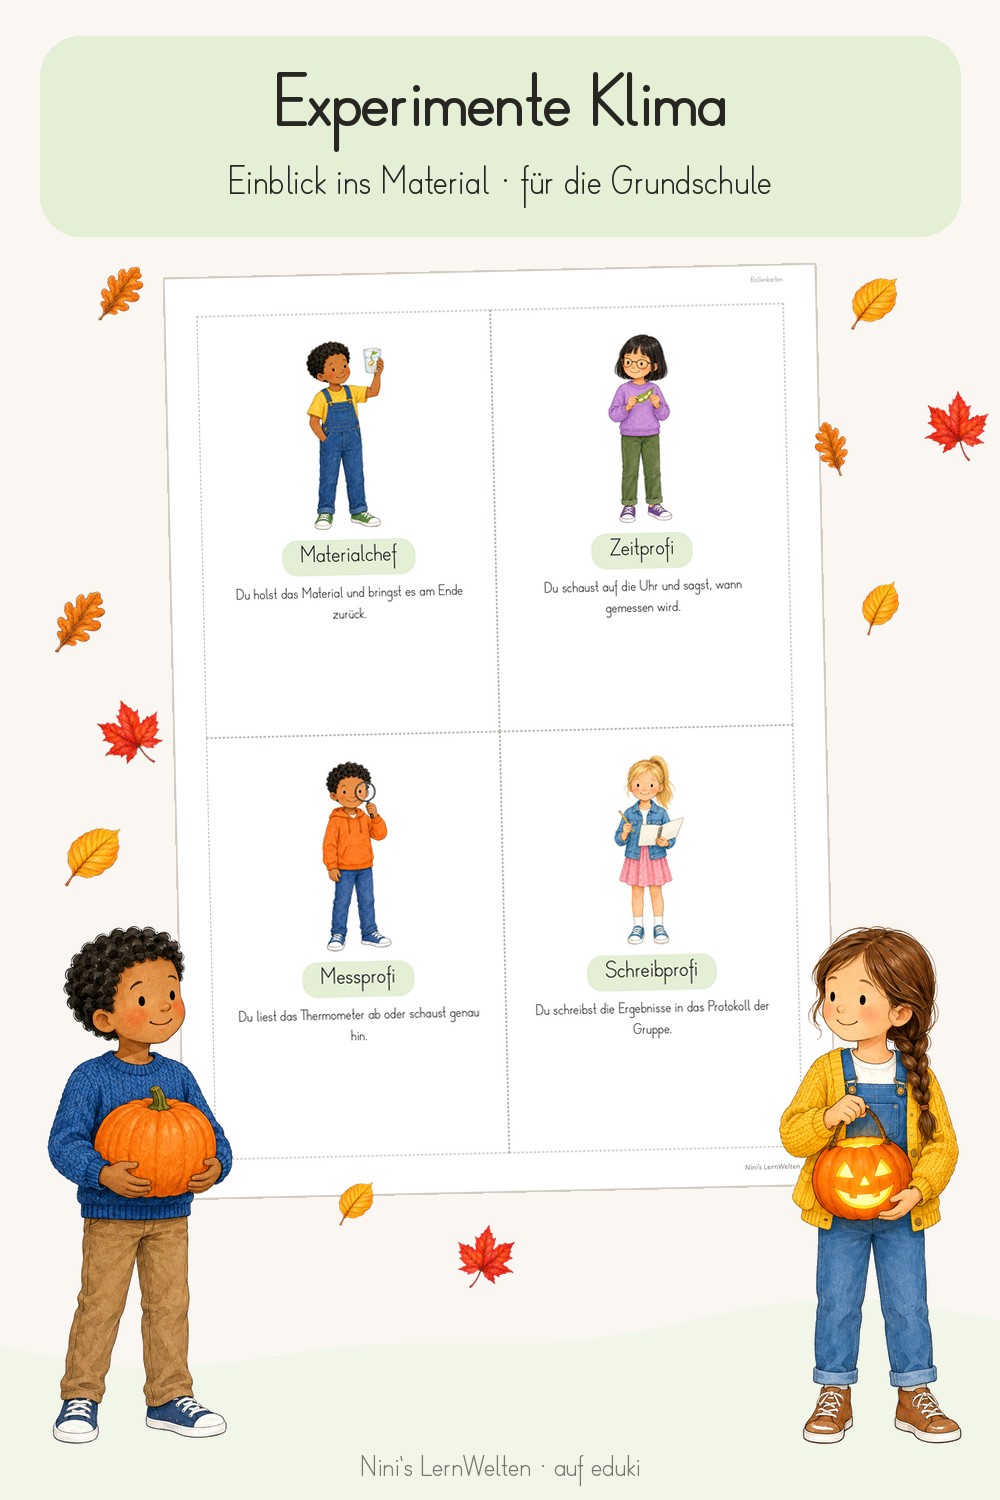 Experimente Klima
Einblick ins Material · für die Grundschule
Rollenkarten
Materialchef
Du holst das Material und bringst es am Ende
zurück.
Zeitprofi
Du schaust auf die Uhr und sagst, wann
gemessen wird.
Messprofi
Du liest das Thermometer ab oder schaust genau
hin.
Schreibprofi
Du schreibst die Ergebnisse in das Protokoll der
Gruppe.
Nini's LernWelten
Nini's LernWelten · auf eduki